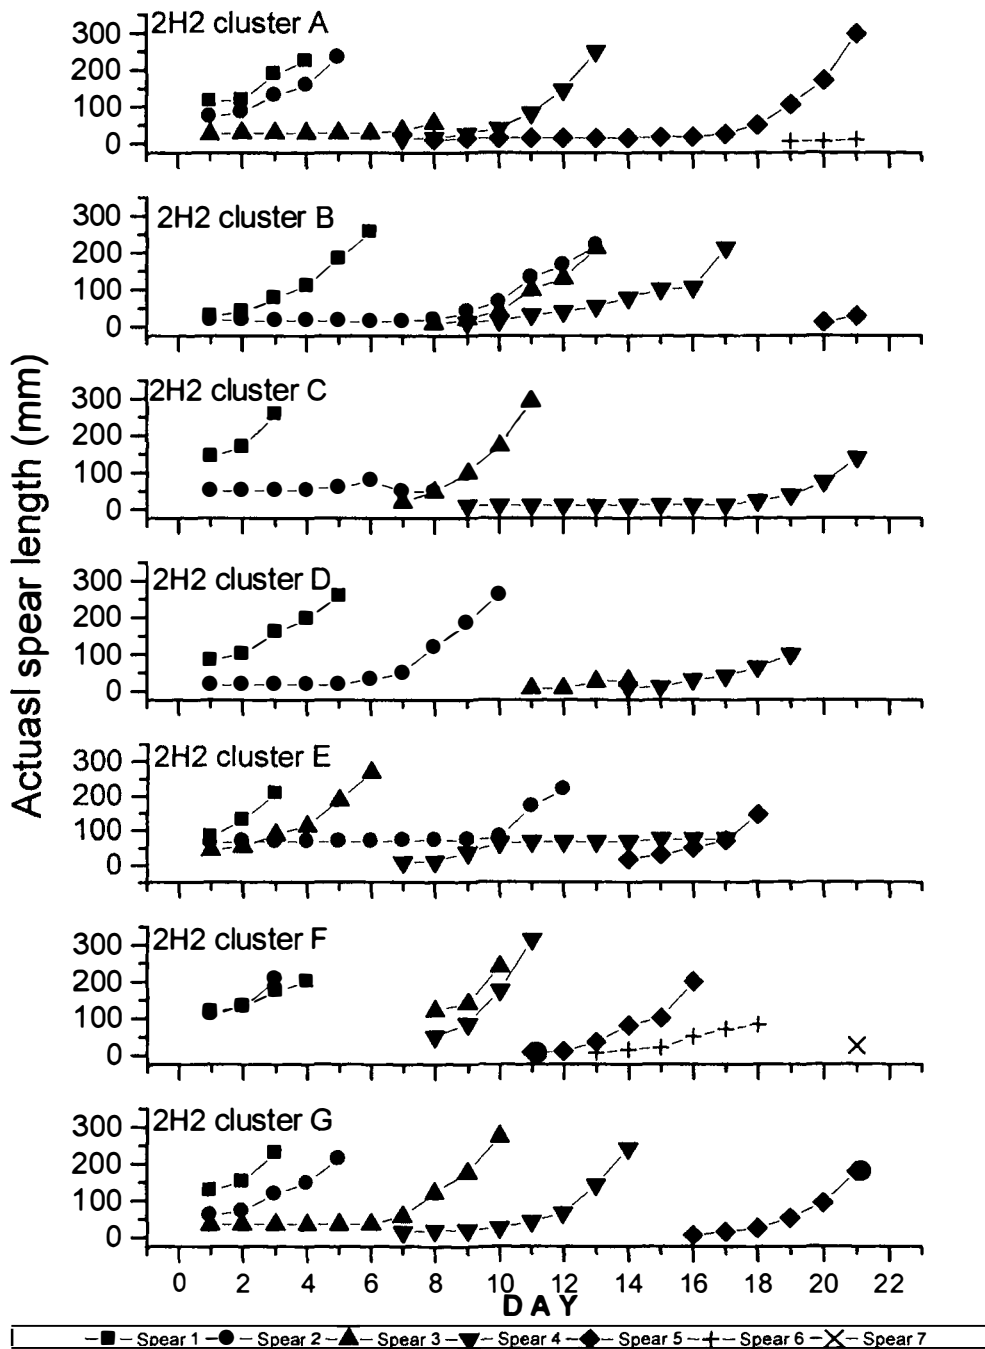 2H2 cluster A
300
200
100
0
2H2 cluster B
300
200
100
0
2H2 cluster C
300
200
100
0
2H2 cluster D
300
200
100
0
2H2 cluster E
300
200
100
0
2H2 cluster F
300
200
100
0
2H2 cluster G
300
200
100
0
Actuasl spear length (mm)
0 2 4 6 8 10 12 14 16 18 20 22
DAY
Spear 1 Spear 2 Spear 3 Spear 4 Spear 5 Spear 6 Spear 7